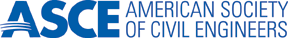 ASCE AMERICAN SOCIETY
OF CIVIL ENGINEERS